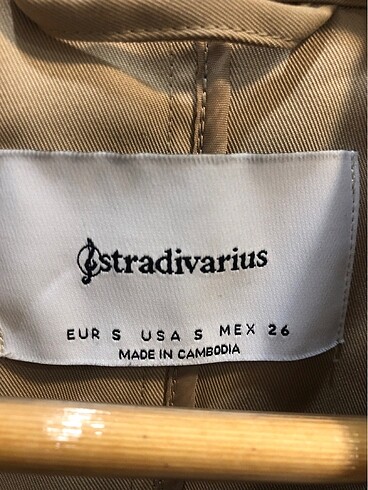 stradivarius
EUR S USA S MEX 26
MADE IN CAMBODIA